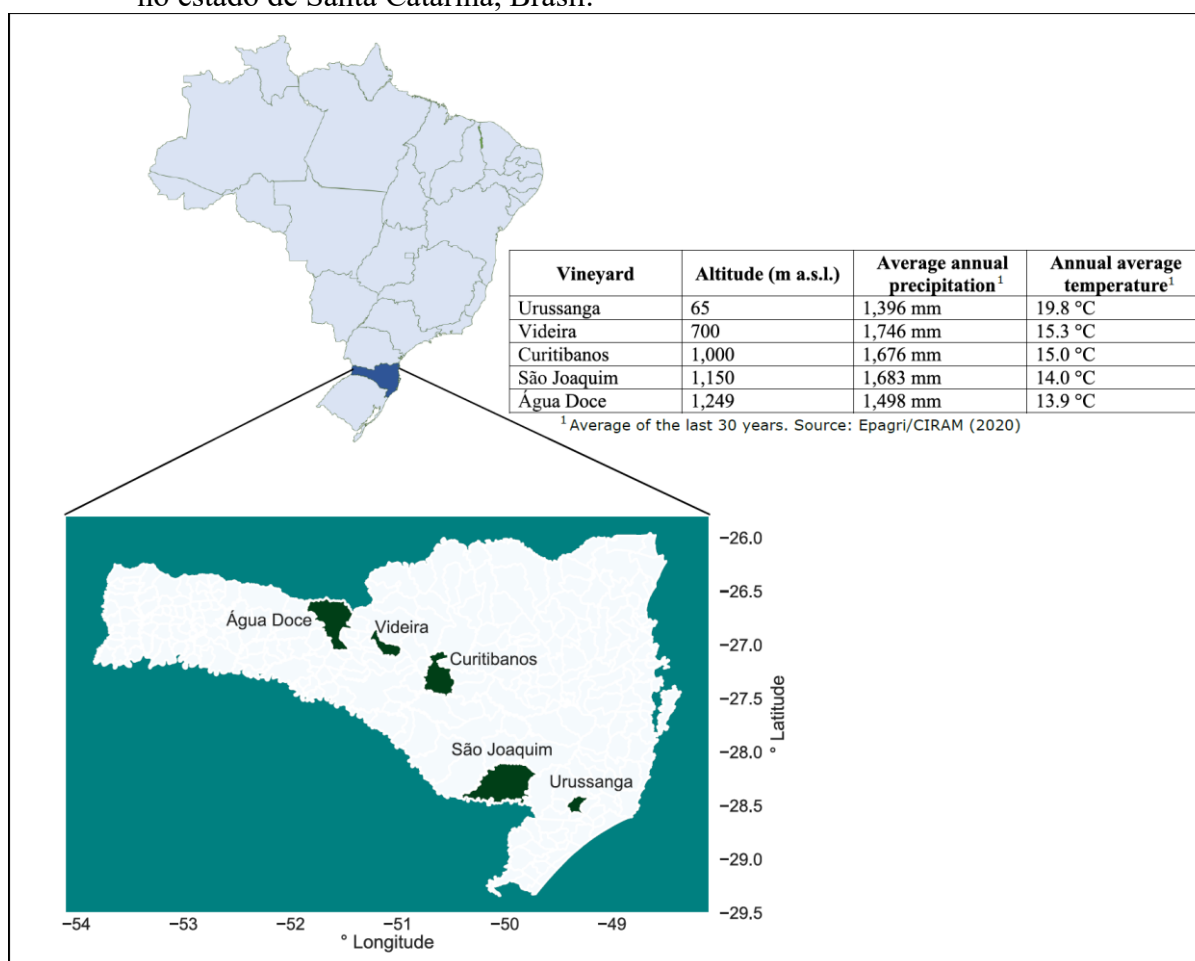 no estado de Santa Catarina, Brasil.
Vineyard Altitude (m a.s.l.) Average annual precipitation¹ Annual average temperature¹
Urussanga 65 1,396 mm 19.8 °C
Videira 700 1,746 mm 15.3 °C
Curitibanos 1,000 1,676 mm 15.0 °C
São Joaquim 1,150 1,683 mm 14.0 °C
Água Doce 1,249 1,498 mm 13.9 °C
¹ Average of the last 30 years. Source: Epagri/CIRAM (2020)
Água Doce
Videira
Curitibanos
São Joaquim
Urussanga
−26.0
−26.5
−27.0
−27.5
−28.0
−28.5
−29.0
−29.5
° Latitude
−54 −53 −52 −51 −50 −49
° Longitude